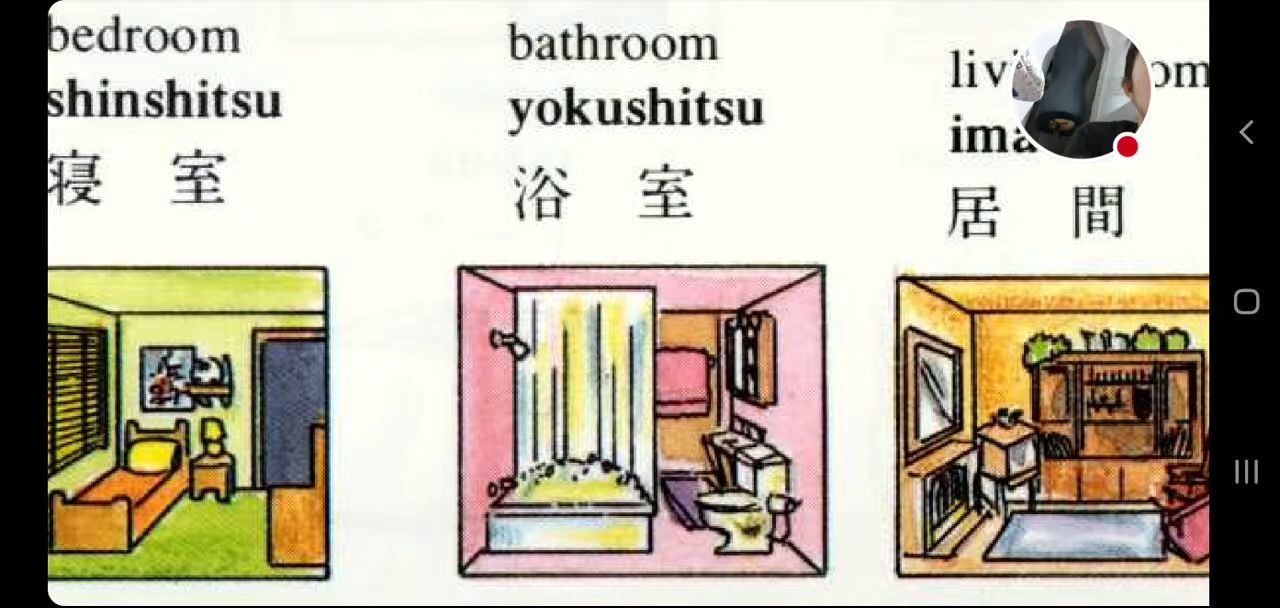 bedroom
shinshitsu
寝 室
bathroom
yokushitsu
浴 室
居 間